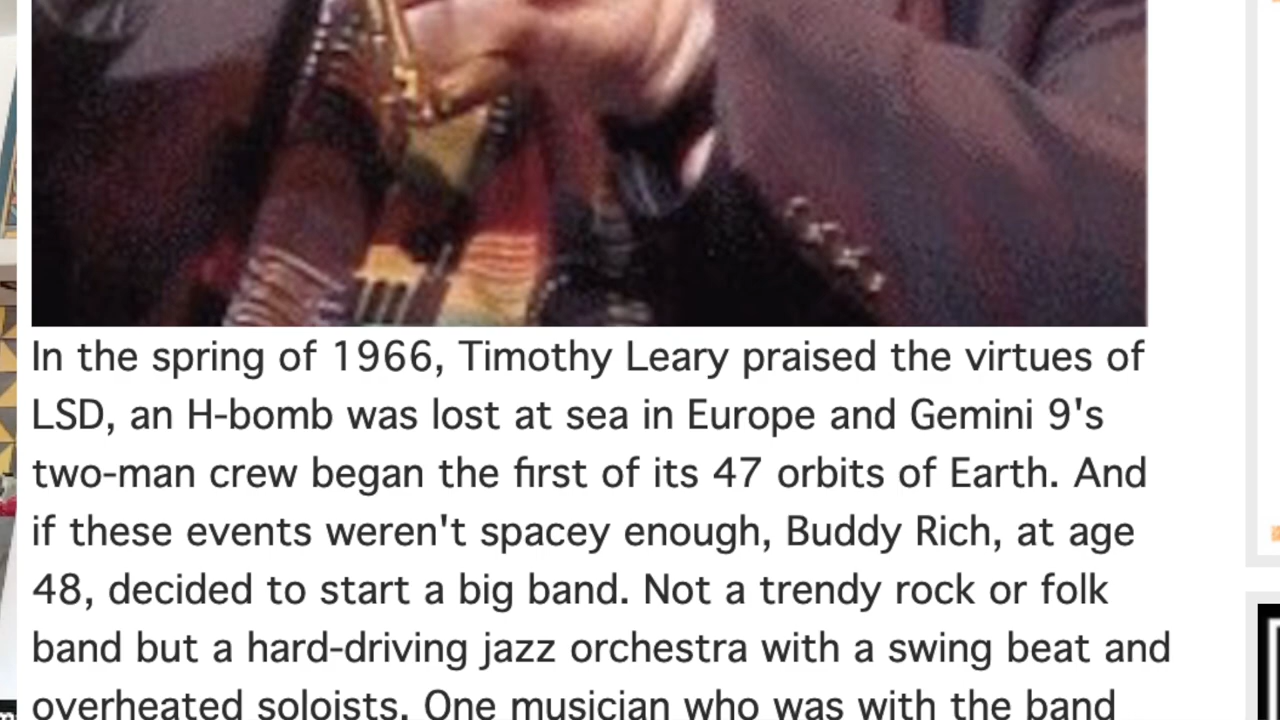 In the spring of 1966, Timothy Leary praised the virtues of
LSD, an H-bomb was lost at sea in Europe and Gemini 9's
two-man crew began the first of its 47 orbits of Earth. And
if these events weren't spacey enough, Buddy Rich, at age
48, decided to start a big band. Not a trendy rock or folk
band but a hard-driving jazz orchestra with a swing beat and
overheated soloists. One musician who was with the band